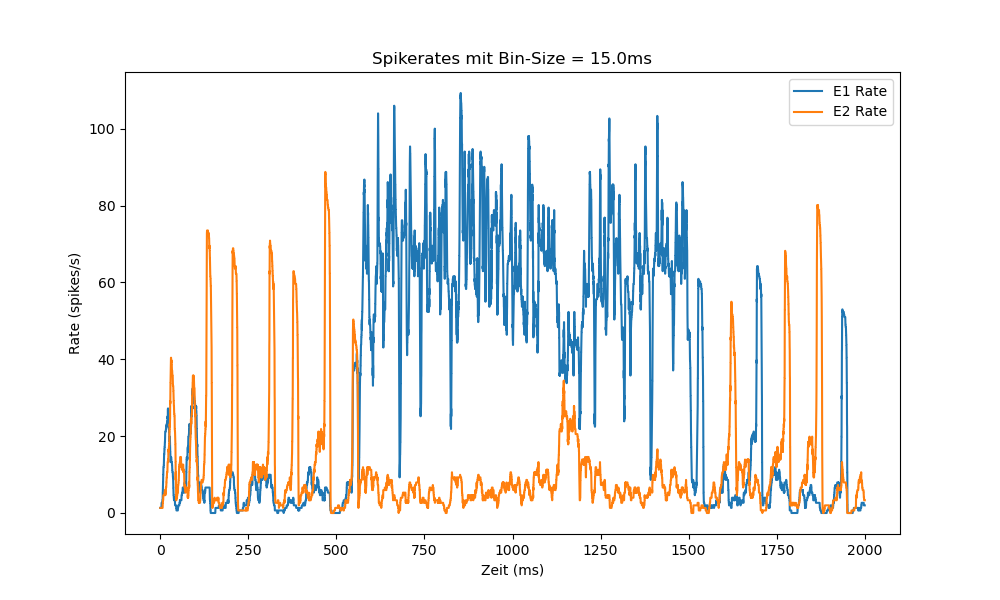 Spikerates mit Bin-Size = 15.0ms
E1 Rate
E2 Rate
Rate (spikes/s)
100
80
60
40
20
0
0 250 500 750 1000 1250 1500 1750 2000
Zeit (ms)